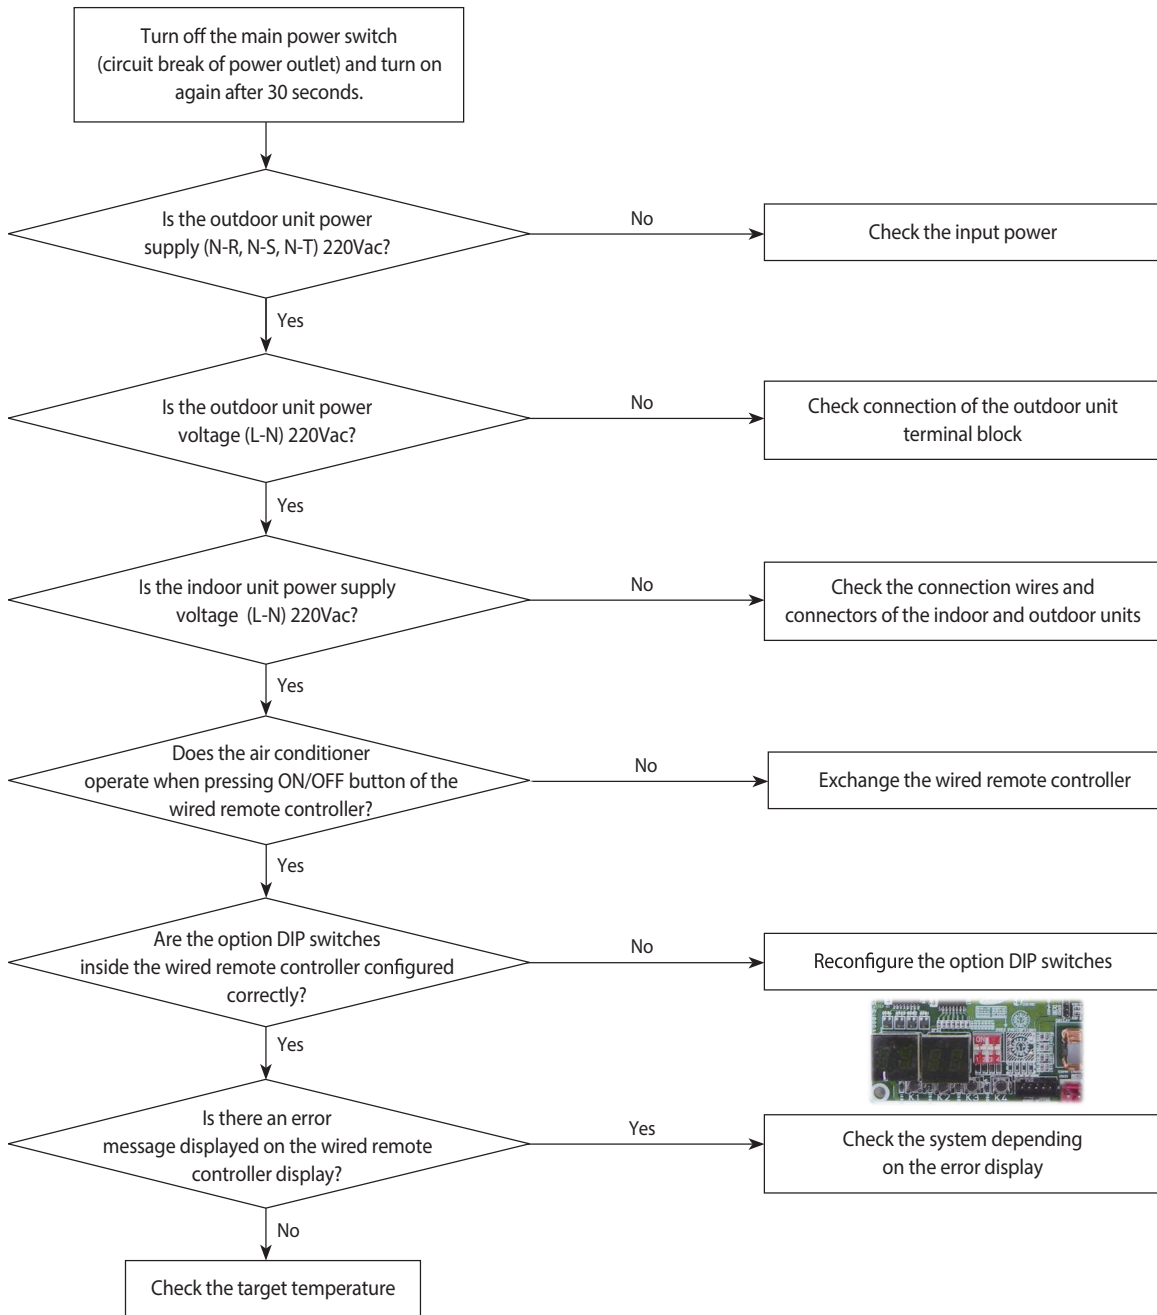 Turn off the main power switch
(circuit break of power outlet) and turn on
again after 30 seconds.
Is the outdoor unit power
supply (N-R, N-S, N-T) 220Vac?
No
Check the input power
Yes
Is the outdoor unit power
voltage (L-N) 220Vac?
No
Check connection of the outdoor unit
terminal block
Yes
Is the indoor unit power supply
voltage (L-N) 220Vac?
No
Check the connection wires and
connectors of the indoor and outdoor units
Yes
Does the air conditioner
operate when pressing ON/OFF button of the
wired remote controller?
No
Exchange the wired remote controller
Yes
Are the option DIP switches
inside the wired remote controller configured
correctly?
No
Reconfigure the option DIP switches
K1 K2 K3 K4
Yes
Is there an error
message displayed on the wired remote
controller display?
Yes
Check the system depending
on the error display
No
Check the target temperature